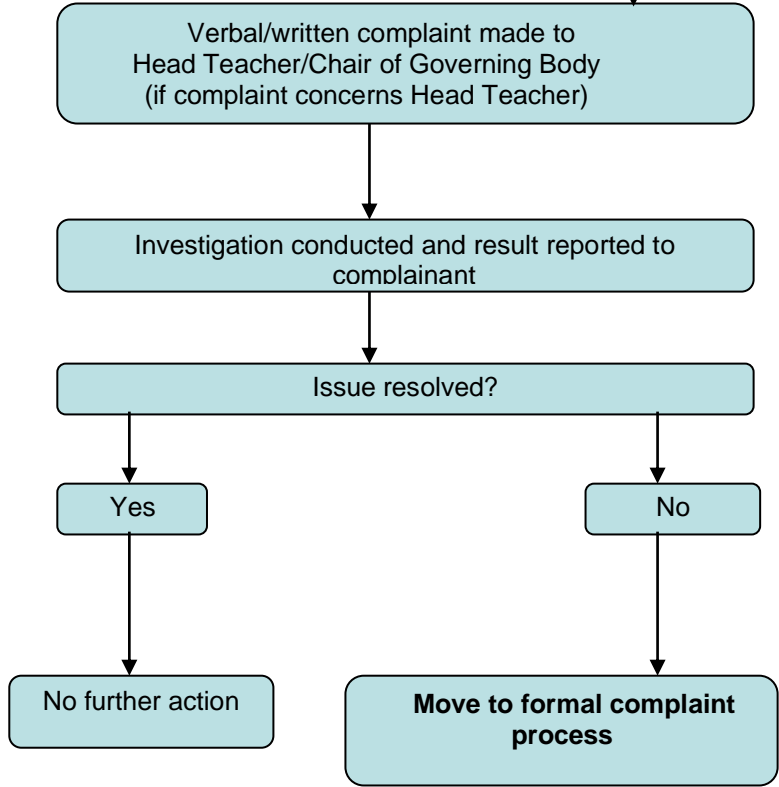 Verbal/written complaint made to
Head Teacher/Chair of Governing Body
(if complaint concerns Head Teacher)
Investigation conducted and result reported to
complainant
Issue resolved?
Yes
No
No further action
Move to formal complaint
process